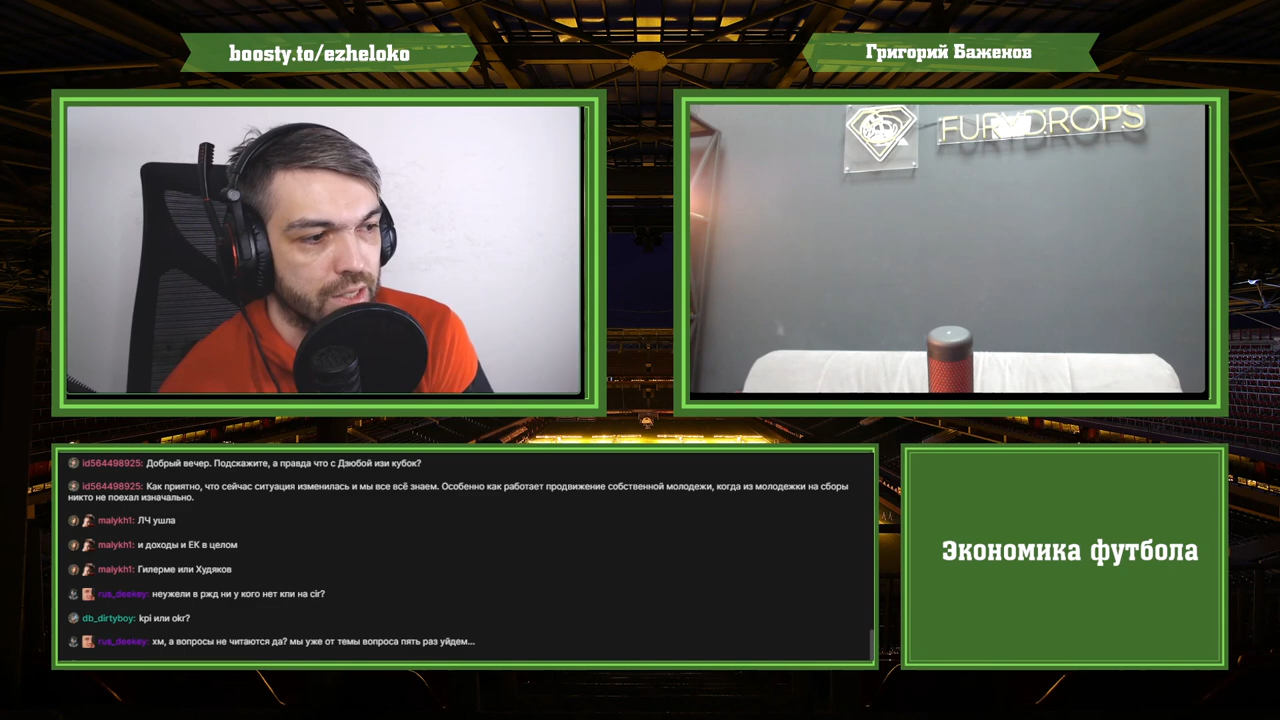 boosty.to/ezheloko
Григорий Баженов
FURYDROPS
id564498925: Добрый вечер. Подскажите, а правда что с Дзюбой изи кубок?
id564498925: Как приятно, что сейчас ситуация изменилась и мы все всё знаем. Особенно как работает продвижение собственной молодежи, когда из молодежки на сборы
никто не поехал изначально.
malykh1: ЛЧ ушла
malykh1: и доходы и ЕК в целом
malykh1: Гилерме или Худяков
rus_deekey: неужели в ржд ни у кого нет кпи на cir?
db_dirtyboy: kpi или okr?
rus_deekey: хм, а вопросы не читаются да? мы уже от темы вопроса пять раз уйдем...
Экономика футбола